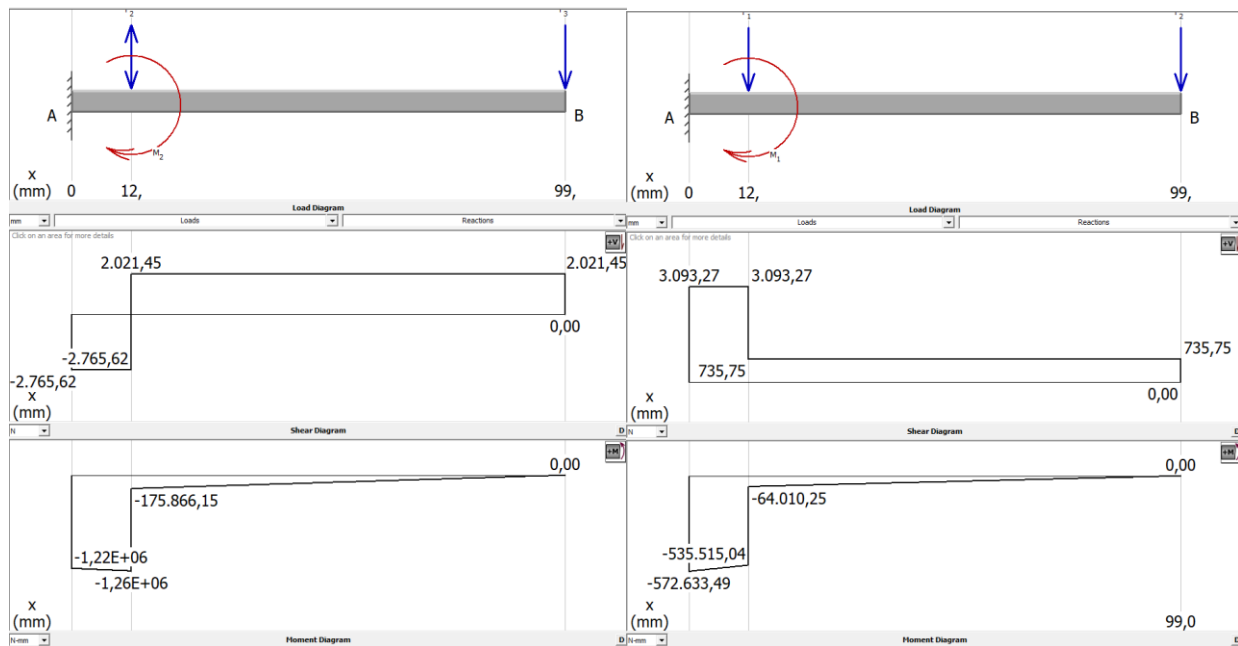 2
3
A
B
M2
x
(mm)
0
12,
99,
Load Diagram
mm
Loads
Reactions
Click on an area for more details
+V
2.021,45
2.021,45
0,00
-2.765,62
-2.765,62
x
(mm)
N
Shear Diagram
D
+M
0,00
-175.866,15
-1,22E+06
-1,26E+06
x
(mm)
N-mm
Moment Diagram
D
1
2
A
B
M1
x
(mm)
0
12,
99,
Load Diagram
mm
Loads
Reactions
Click on an area for more details
+V
3.093,27
3.093,27
735,75
735,75
0,00
x
(mm)
N
Shear Diagram
D
+M
0,00
-64.010,25
-535.515,04
-572.633,49
x
(mm)
99,0
N-mm
Moment Diagram
D